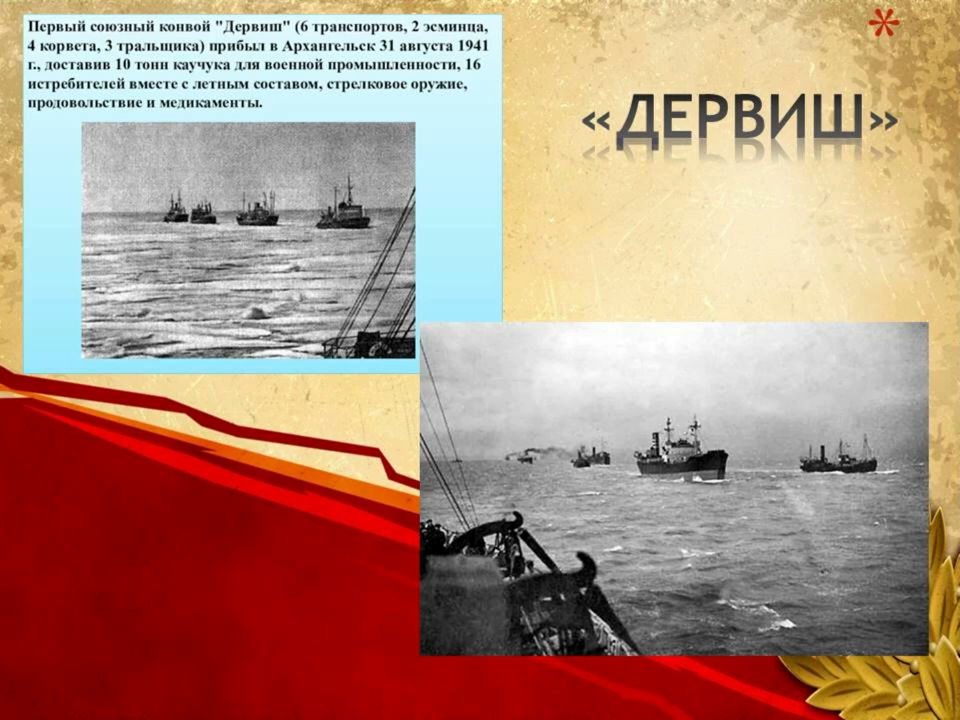 Первый союзный конвой "Дервиш" (6 транспортов, 2 эсминца,
4 корвета, 3 тральщика) прибыл в Архангельск 31 августа 1941
г., доставив 10 тонн каучука для военной промышленности, 16
истребителей вместе с летным составом, стрелковое оружие,
продовольствие и медикаменты.
*
«ДЕРВИШ»